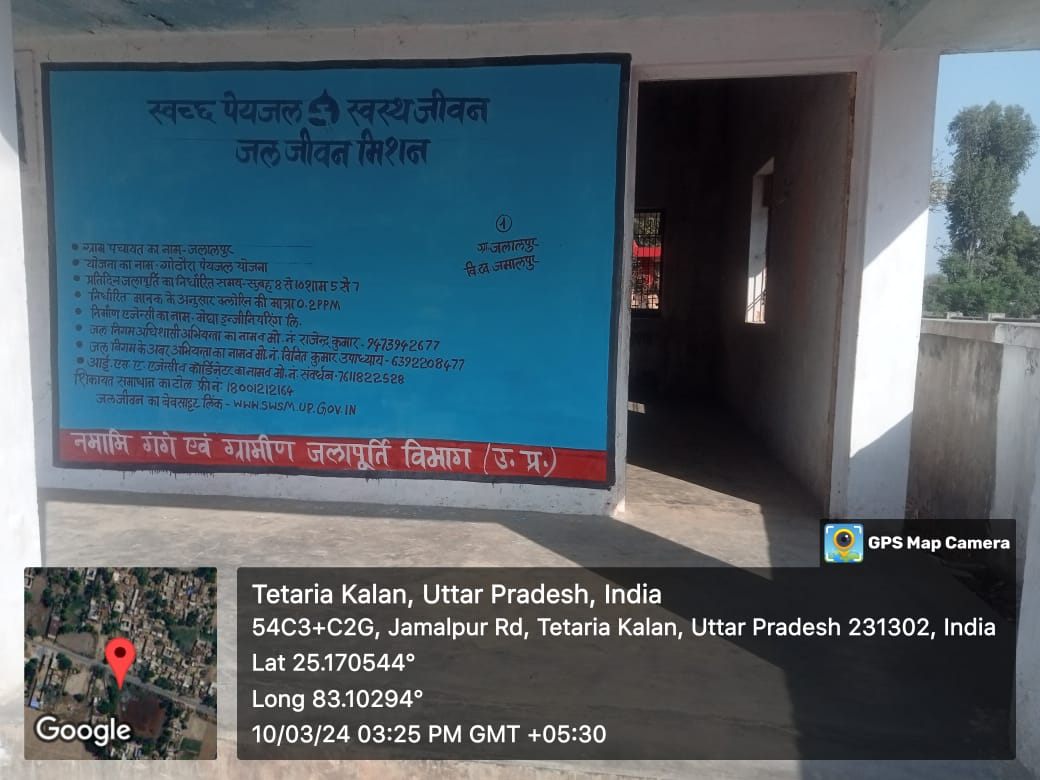 स्वच्छ पेयजल स्वस्थ जीवन
जल जीवन मिशन
१
ग्रा. जलालपुर
वि. ख. जमालपुर
• ग्राम पंचायत का नाम - जलालपुर
• योजना का नाम - गोठौरा पेयजल योजना
• प्रतिदिन जलापूर्ति का निर्धारित समय - सुबह 8 से 10 शाम 5 से 7
• निर्धारित मानक के अनुसार क्लोरिन की मात्रा 0.2 PPM
• निर्माण एजेन्सी का नाम - मेघा इन्जीनियरिंग लि.
• जल निगम अधिशासी अभियन्ता का नाम व मो. नं. राजेन्द्र कुमार - 9473942677
• जल निगम के अवर अभियन्ता का नाम व मो. नं. विनित कुमार उपाध्याय - 6392208477
• आई. एस. ए. एजेंसी व कोर्डिनेटर का नाम व मो. नं. संवर्धन - 7611822528
शिकायत समाधान का टोल फ्री नं. 18001212164
जल जीवन का वेबसाइट लिंक - WWW.SWSM.UP.GOV.IN
नमामि गंगे एवं ग्रामीण जलापूर्ति विभाग (उ. प्र.)
GPS Map Camera
Tetaria Kalan, Uttar Pradesh, India
54C3+C2G, Jamalpur Rd, Tetaria Kalan, Uttar Pradesh 231302, India
Lat 25.170544°
Long 83.10294°
10/03/24 03:25 PM GMT +05:30
Google